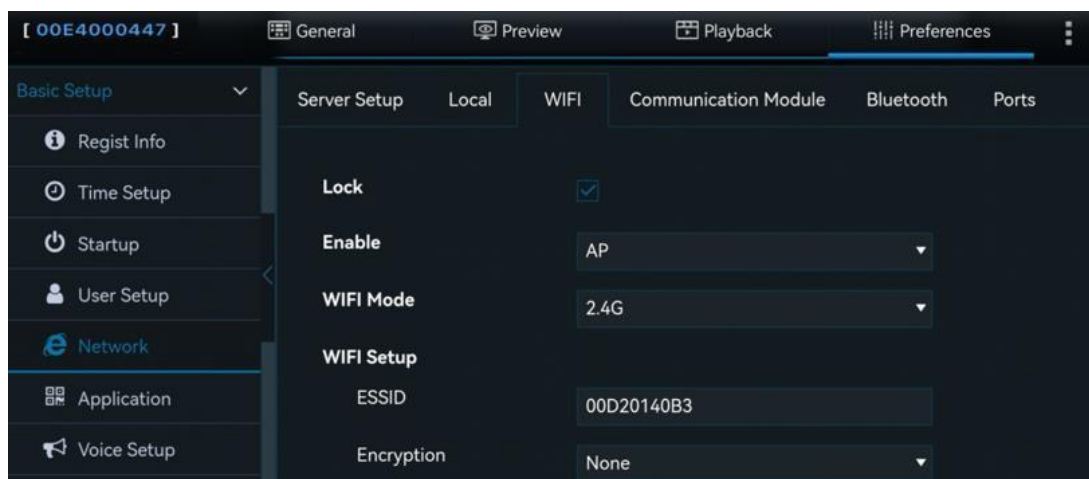 [ 00E4000447 ] General Preview Playback Preferences
Basic Setup
Regist Info
Time Setup
Startup
User Setup
Network
Application
Voice Setup
Server Setup Local WIFI Communication Module Bluetooth Ports
Lock
Enable AP
WIFI Mode 2.4G
WIFI Setup
ESSID 00D20140B3
Encryption None